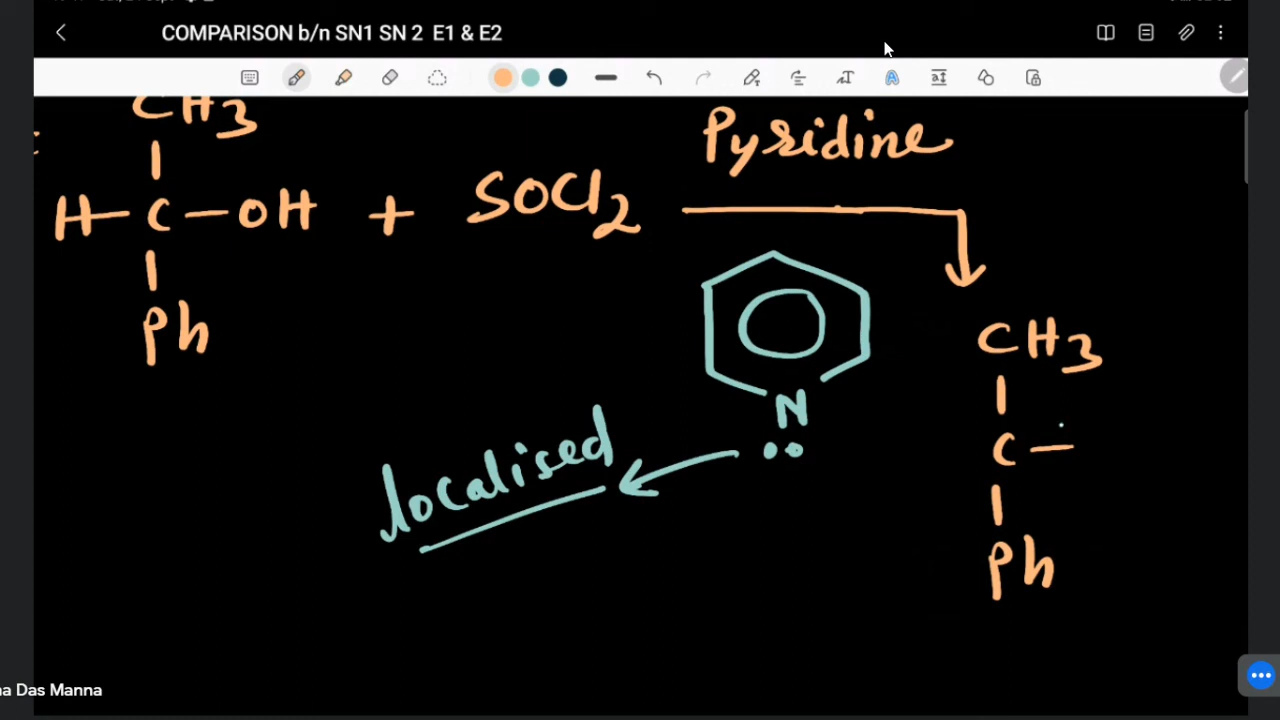 COMPARISON b/n SN1 SN 2 E1 & E2
CH3
H-C-OH + SOCl2
Ph
Pyridine
N
localised
CH3
C-
Ph
Das Manna